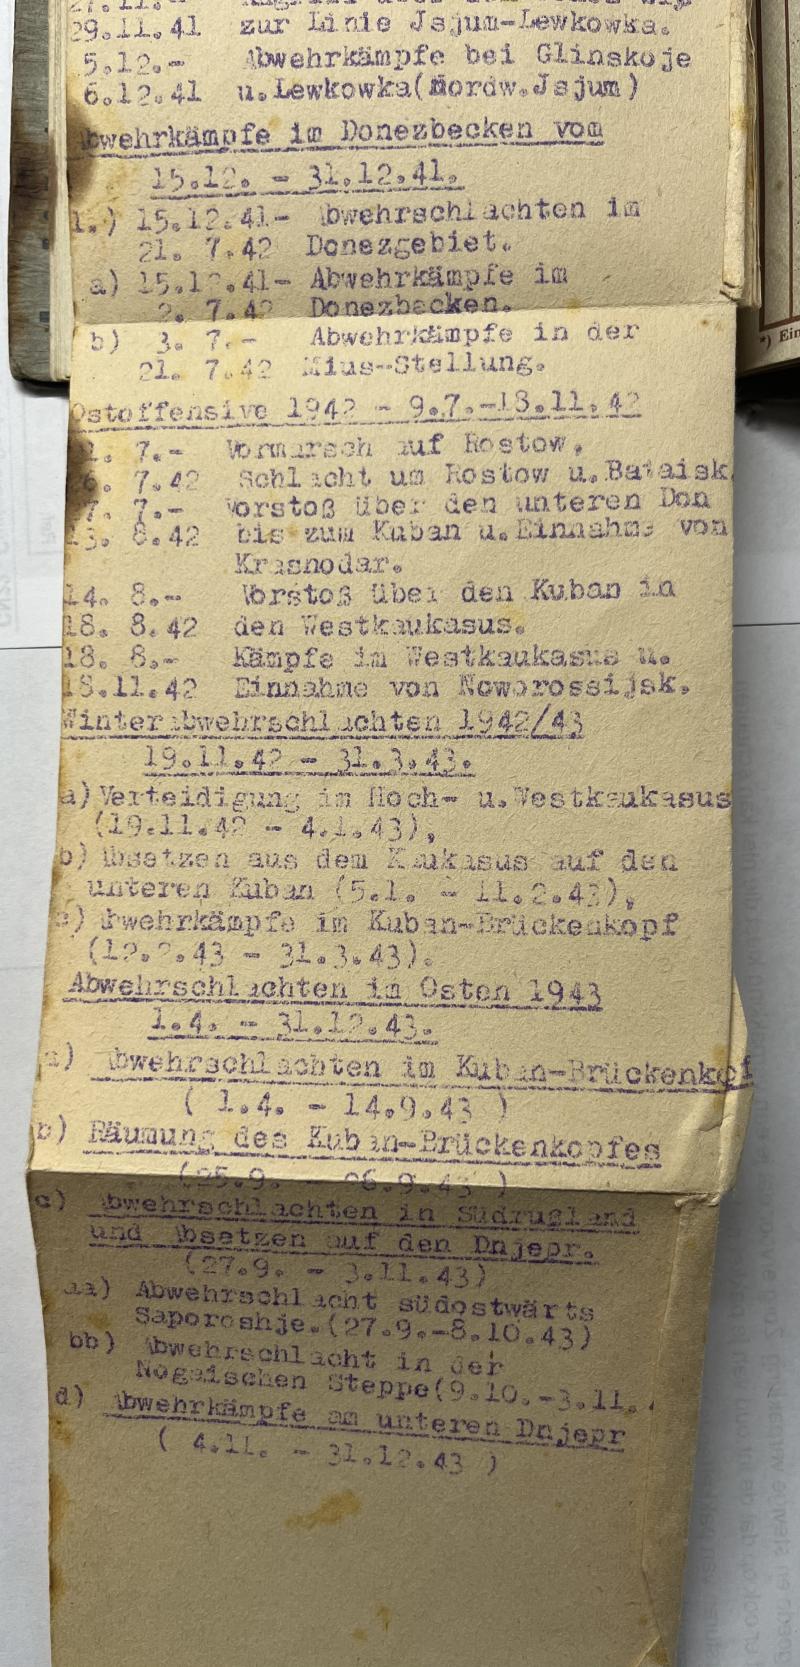 29.11.41 zur Linie Jsjum-Lewkowka.
5.12.- Abwehrkämpfe bei Glinskoje
6.12.41 u.Lewkowka(Nordw.Jsjum)
Abwehrkämpfe im Donezbecken vom
15.12. - 31.12.41.
1.) 15.12.41- Abwehrschlachten im
21. 7.42 Donezgebiet.
a) 15.12.41- Abwehrkämpfe im
2. 7.42 Donezbecken.
b) 3. 7.- Abwehrkämpfe in der
21. 7.42 Mius-Stellung.
Ostoffensive 1942 - 9.7.-18.11.42
21. 7.- Vormarsch auf Rostow,
26. 7.42 Schlacht um Rostow u.Bataisk
27. 7.- Vorstoß über den unteren Don
13. 8.42 bis zum Kuban u.Einnahme von
Krasnodar.
14. 8.- Vorstoß über den Kuban in
18. 8.42 den Westkaukasus.
18. 8.- Kämpfe im Westkaukasus u.
18.11.42 Einnahme von Noworossijsk.
Winterabwehrschlachten 1942/43
19.11.42 - 31.3.43.
a) Verteidigung im Hoch- u.Westkaukasus
(19.11.42 - 4.1.43),
b) Absetzen aus dem Kaukasus auf den
unteren Kuban (5.1. - 11.2.43),
c) Abwehrkämpfe im Kuban-Brückenkopf
(12.2.43 - 31.3.43).
Abwehrschlachten im Osten 1943
1.4. - 31.12.43.
a) Abwehrschlachten im Kuban-Brückenkopf
( 1.4. - 14.9.43 )
b) Räumung des Kuban-Brückenkopfes
- 26.9.43 )
c) Abwehrschlachten in Südrußland
und Absetzen auf den Dnjepr.
(27.9. - 3.11.43)
aa) Abwehrschlacht südostwärts
Saporoshje.(27.9.-8.10.43)
bb) Abwehrschlacht in der
Nogaischen Steppe(9.10.-3.11.
d) Abwehrkämpfe am unteren Dnjepr
( 4.11. - 31.12.43 )
*) Ein